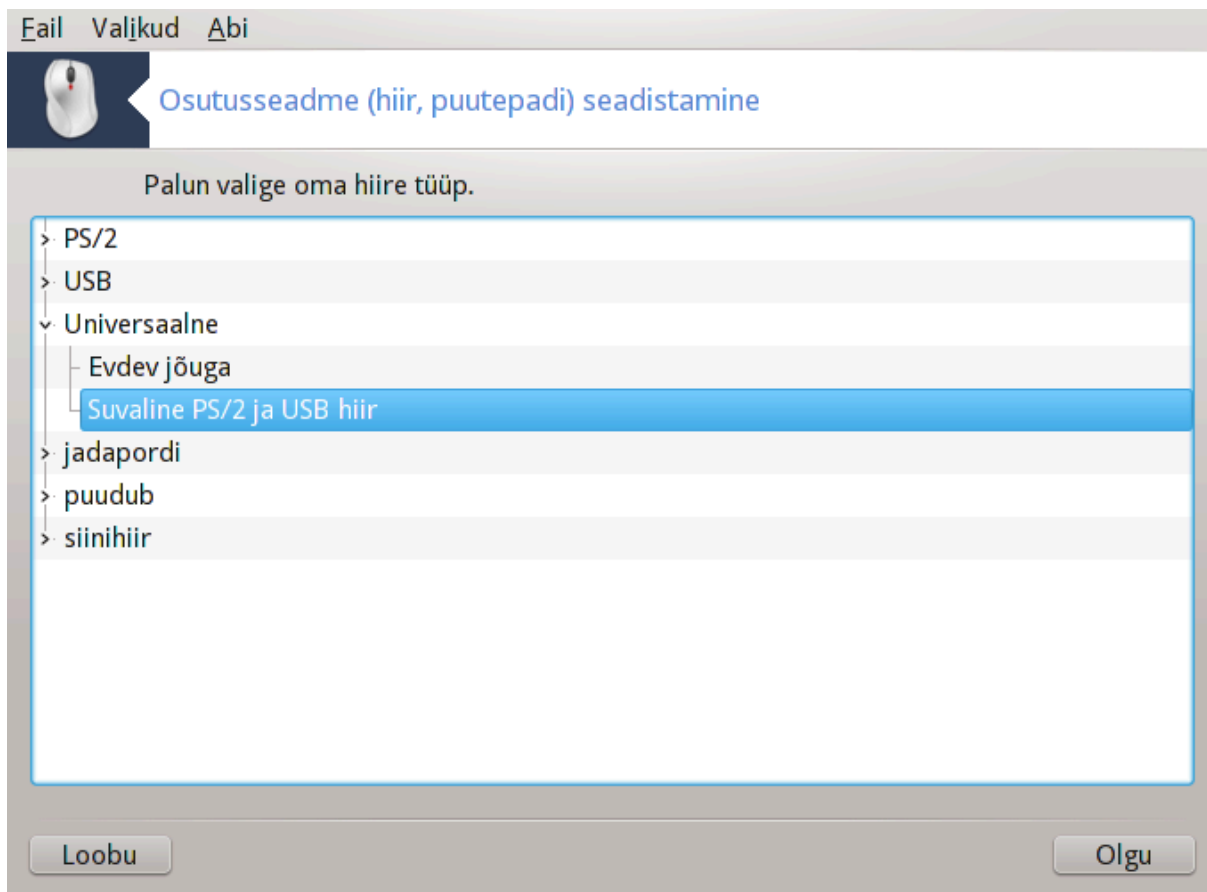 Fail Valikud Abi
Osutusseadme (hiir, puutepadi) seadistamine
Palun valige oma hiire tüüp.
PS/2
USB
Universaalne
Evdev jõuga
Suvaline PS/2 ja USB hiir
jadapordi
puudub
siinihiir
Loobu Olgu